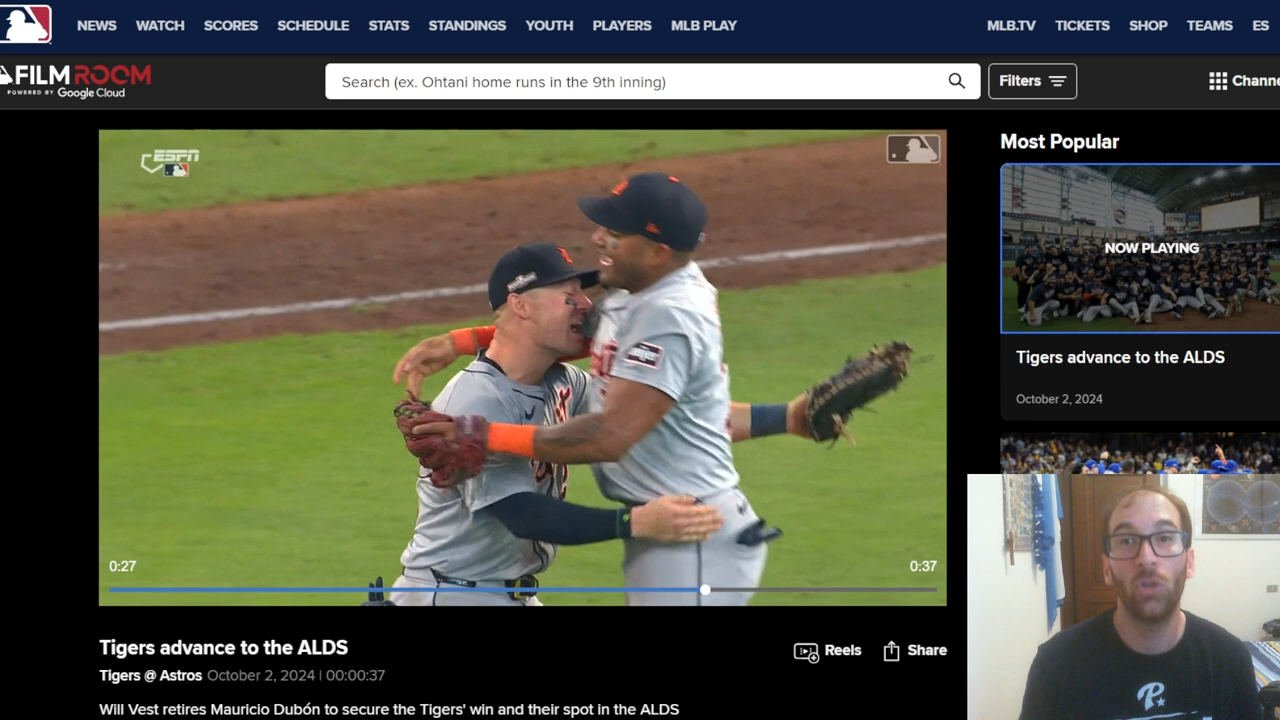 NEWS WATCH SCORES SCHEDULE STATS STANDINGS YOUTH PLAYERS MLB PLAY MLB.TV TICKETS SHOP TEAMS ES
FILM ROOM
POWERED BY Google Cloud
Search (ex. Ohtani home runs in the 9th inning)
Filters
Channe
ESPN
Most Popular
NOW PLAYING
Tigers advance to the ALDS
October 2, 2024
0:27
0:37
Tigers advance to the ALDS
Reels
Share
Tigers @ Astros October 2, 2024 | 00:00:37
Will Vest retires Mauricio Dubón to secure the Tigers' win and their spot in the ALDS
P